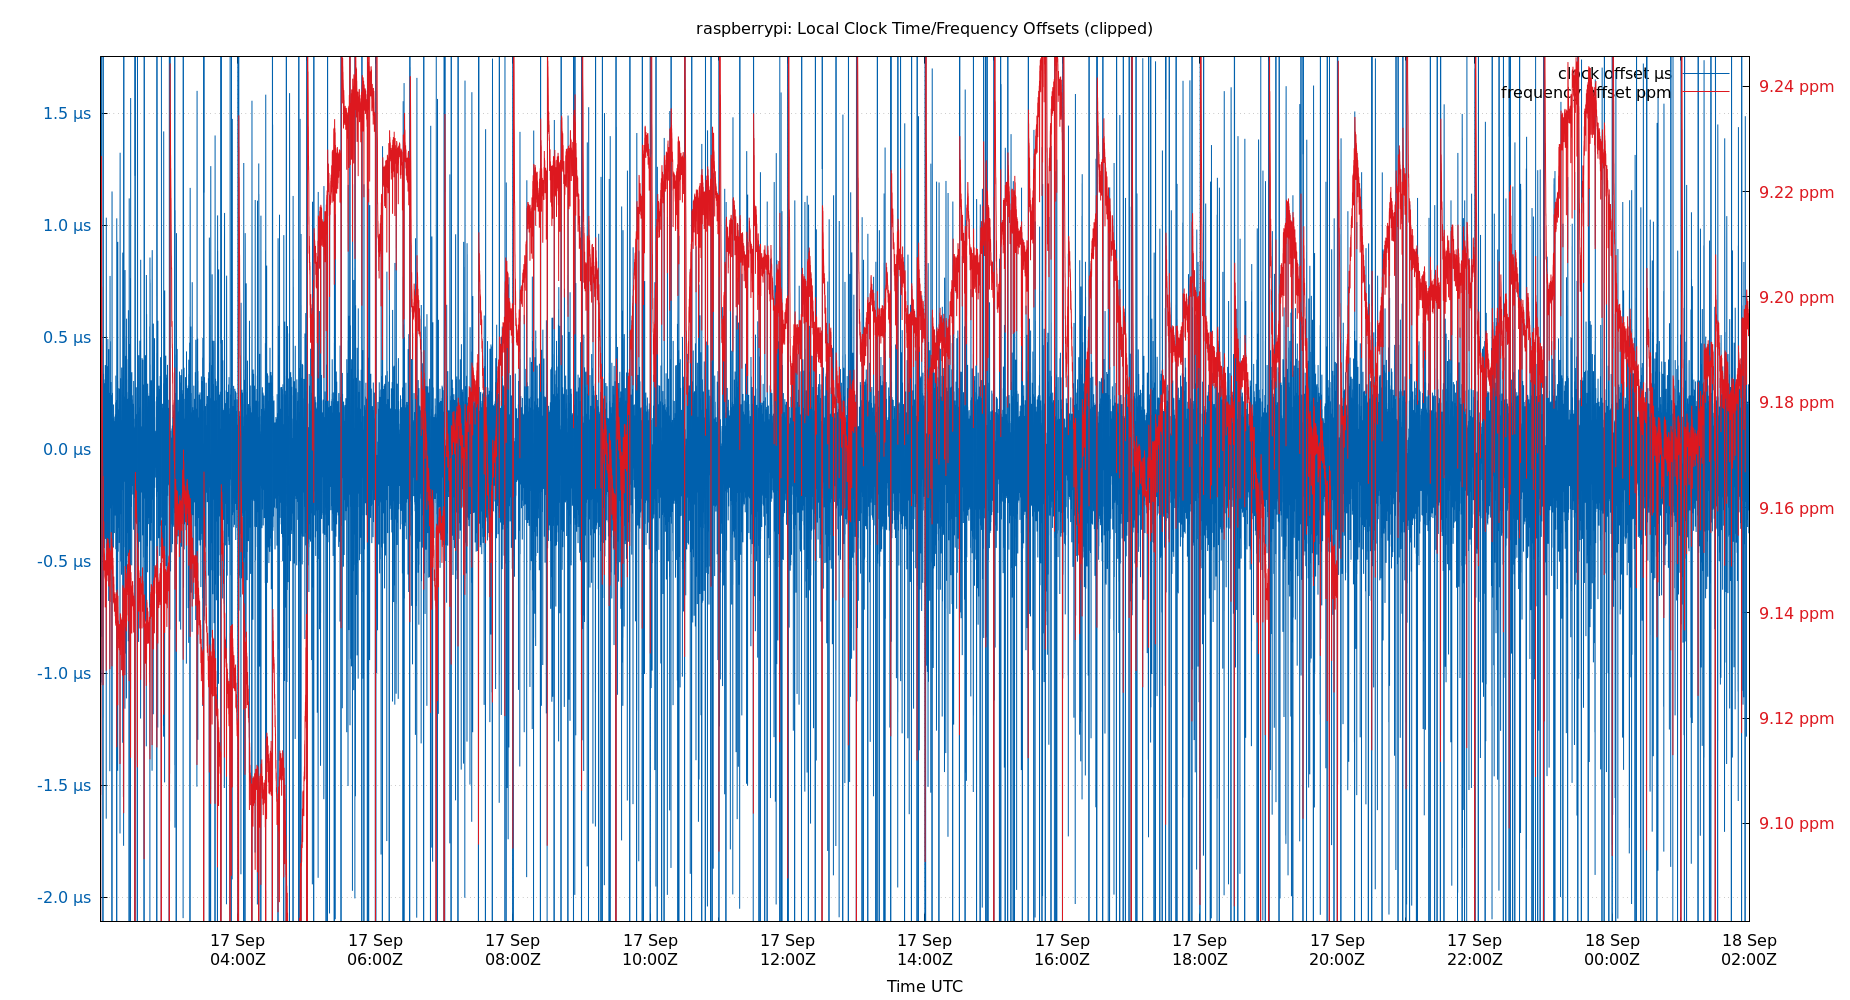 raspberrypi: Local Clock Time/Frequency Offsets (clipped)
clock offset µs
frequency offset ppm
1.5 µs
1.0 µs
0.5 µs
0.0 µs
-0.5 µs
-1.0 µs
-1.5 µs
-2.0 µs
9.24 ppm
9.22 ppm
9.20 ppm
9.18 ppm
9.16 ppm
9.14 ppm
9.12 ppm
9.10 ppm
17 Sep 17 Sep 17 Sep 17 Sep 17 Sep 17 Sep 17 Sep 17 Sep 17 Sep 17 Sep 18 Sep 18 Sep
04:00Z 06:00Z 08:00Z 10:00Z 12:00Z 14:00Z 16:00Z 18:00Z 20:00Z 22:00Z 00:00Z 02:00Z
Time UTC